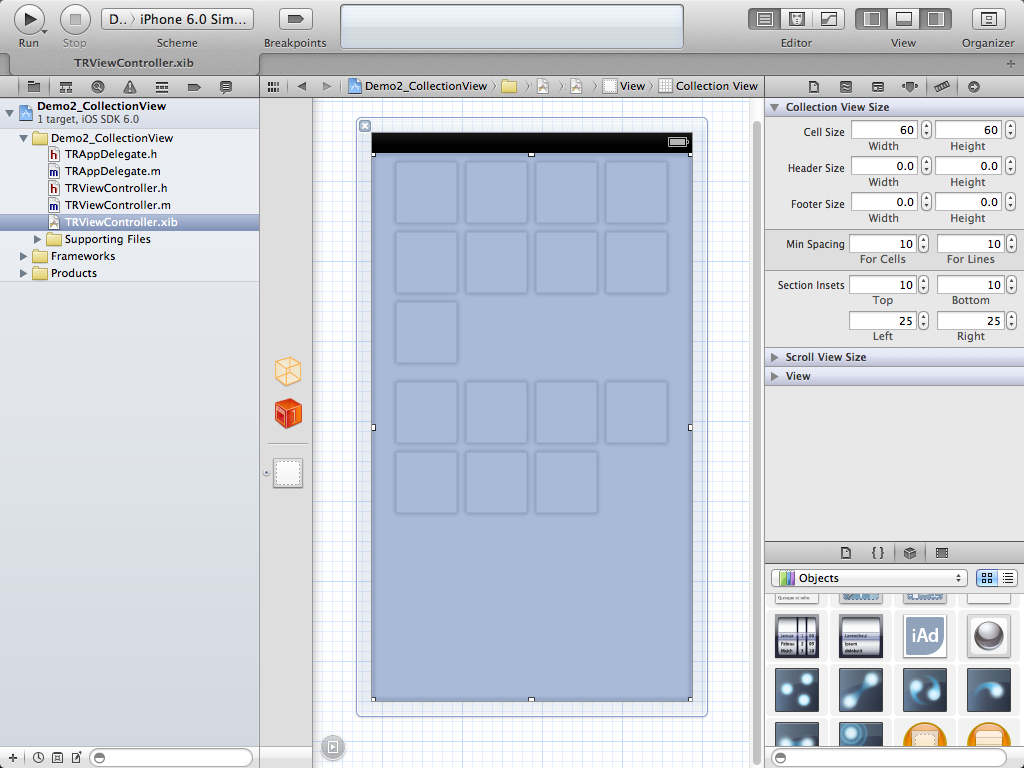 D.. 〉 iPhone 6.0 Sim...
Run
Stop
Scheme
Breakpoints
Editor
View
Organizer
TRViewController.xib
Demo2_CollectionView
1 target, iOS SDK 6.0
Demo2_CollectionView
TRAppDelegate.h
TRAppDelegate.m
TRViewController.h
TRViewController.m
TRViewController.xib
Supporting Files
Frameworks
Products
Demo2_CollectionView
View
Collection View
Collection View Size
Cell Size 60 60
Width Height
Header Size 0.0 0.0
Width Height
Footer Size 0.0 0.0
Width Height
Min Spacing 10 10
For Cells For Lines
Section Insets 10 10
Top Bottom
25 25
Left Right
Scroll View Size
View
{ }
Objects
iAd